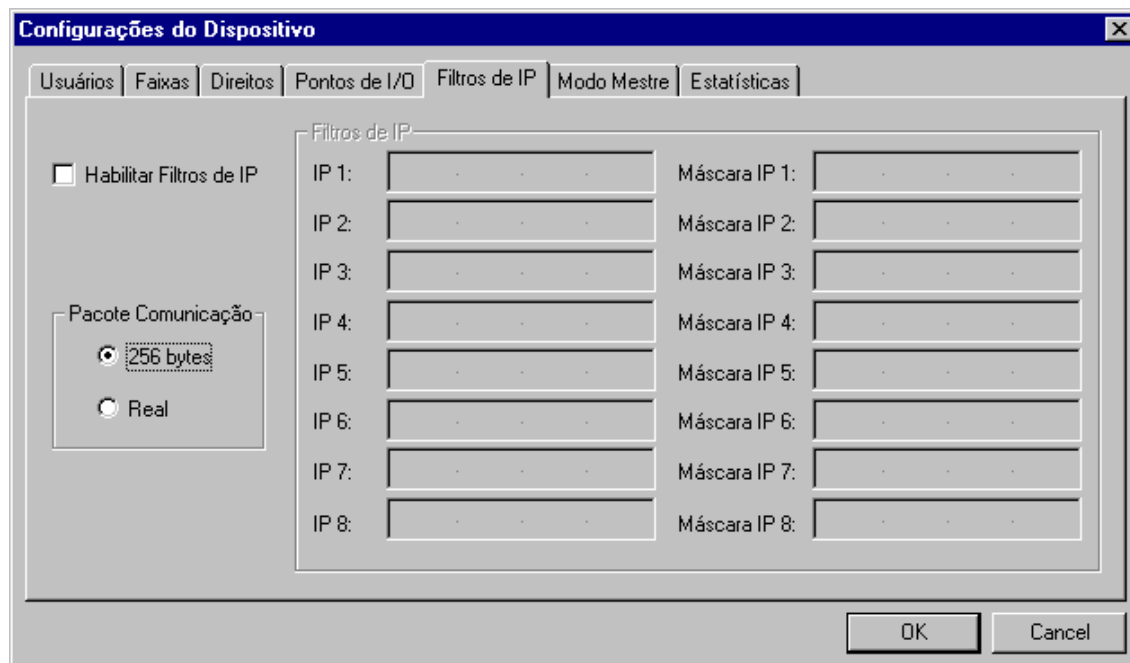 Configurações do Dispositivo
Usuários Faixas Direitos Pontos de I/O Filtros de IP Modo Mestre Estatísticas
Habilitar Filtros de IP
Filtros de IP
IP 1: Máscara IP 1:
IP 2: Máscara IP 2:
IP 3: Máscara IP 3:
IP 4: Máscara IP 4:
IP 5: Máscara IP 5:
IP 6: Máscara IP 6:
IP 7: Máscara IP 7:
IP 8: Máscara IP 8:
Pacote Comunicação
256 bytes
Real
OK Cancel